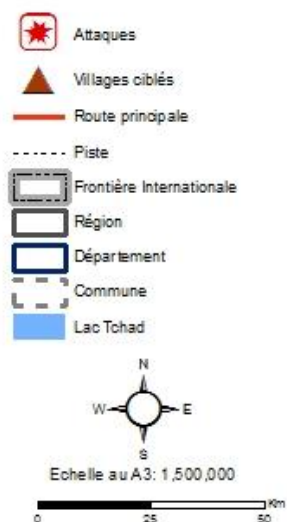 Attaques
Villages ciblés
Route principale
Piste
Frontière Internationale
Région
Département
Commune
Lac Tchad
N
W E
S
Echelle au A3: 1,500,000
Km
0 25 50